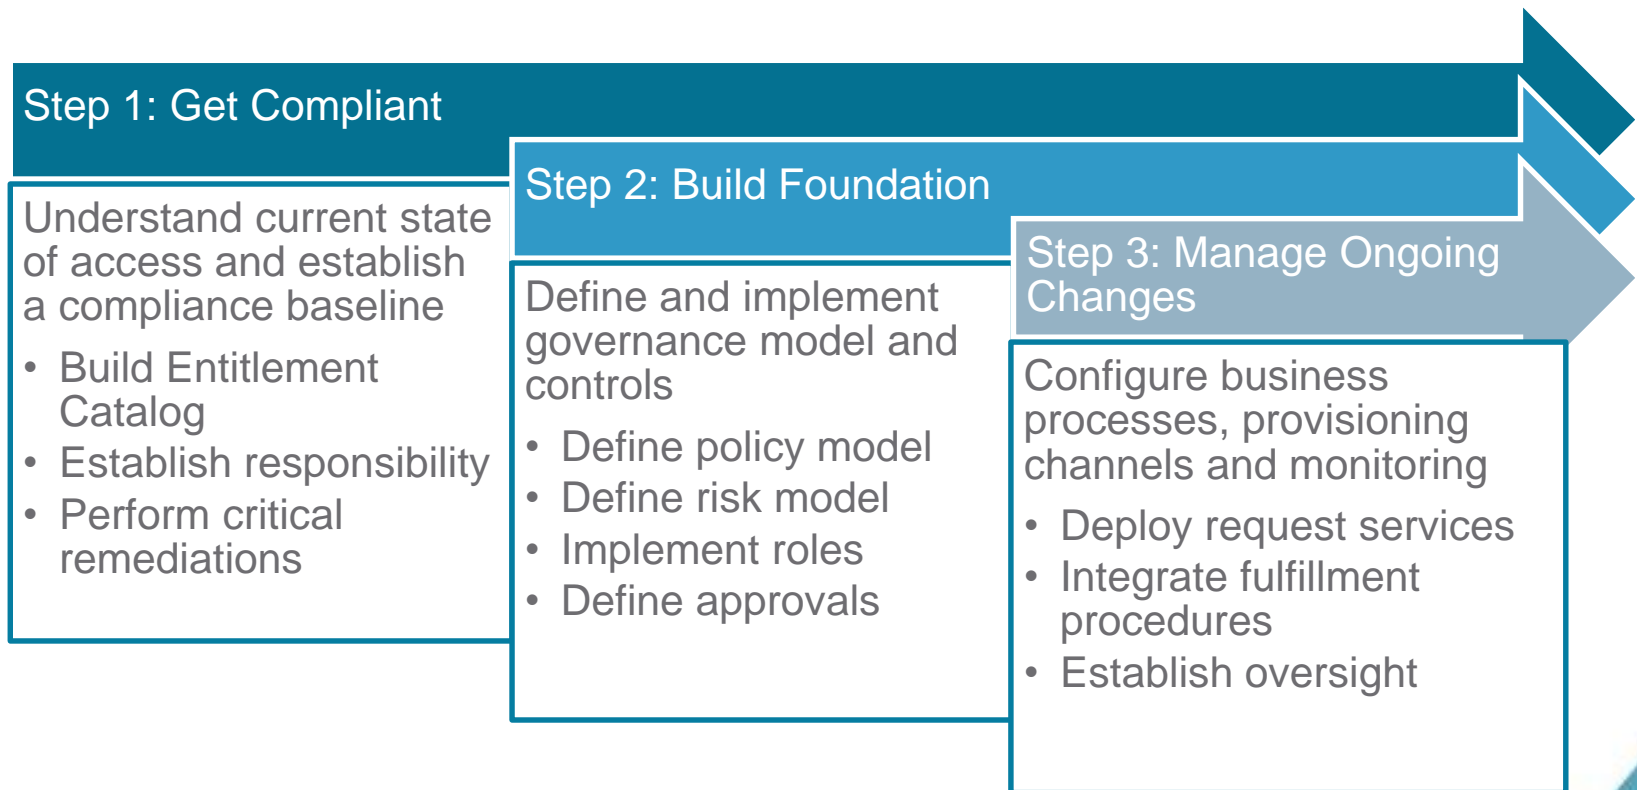 Step 1: Get Compliant
Understand current state
of access and establish
a compliance baseline
• Build Entitlement
Catalog
• Establish responsibility
• Perform critical
remediations
Step 2: Build Foundation
Define and implement
governance model and
controls
• Define policy model
• Define risk model
• Implement roles
• Define approvals
Step 3: Manage Ongoing
Changes
Configure business
processes, provisioning
channels and monitoring
• Deploy request services
• Integrate fulfillment
procedures
• Establish oversight